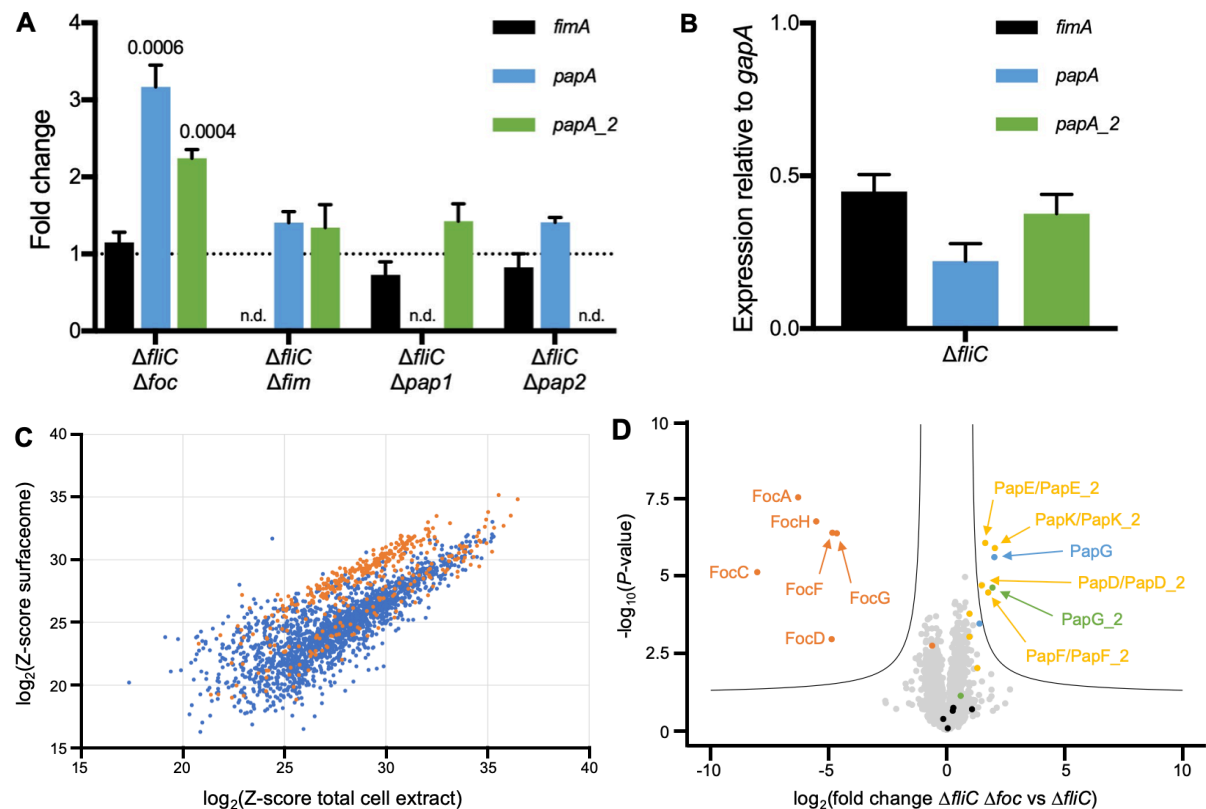 A
4
3
2
1
0
Fold change
0.0006
0.0004
fimA
papA
papA_2
n.d.
n.d.
n.d.
ΔfliC
Δfoc
ΔfliC
Δfim
ΔfliC
Δpap1
ΔfliC
Δpap2
B
1.0
0.5
0.0
Expression relative to gapA
fimA
papA
papA_2
ΔfliC
C
40
35
30
25
20
15
log2(Z-score surfaceome)
15
20
25
30
35
40
log2(Z-score total cell extract)
D
10
7.5
5
2.5
0
-log10(P-value)
FocA
FocH
FocC
FocF
FocG
FocD
PapE/PapE_2
PapK/PapK_2
PapG
PapD/PapD_2
PapG_2
PapF/PapF_2
-10
-5
0
5
10
log2(fold change ΔfliC Δfoc vs ΔfliC)